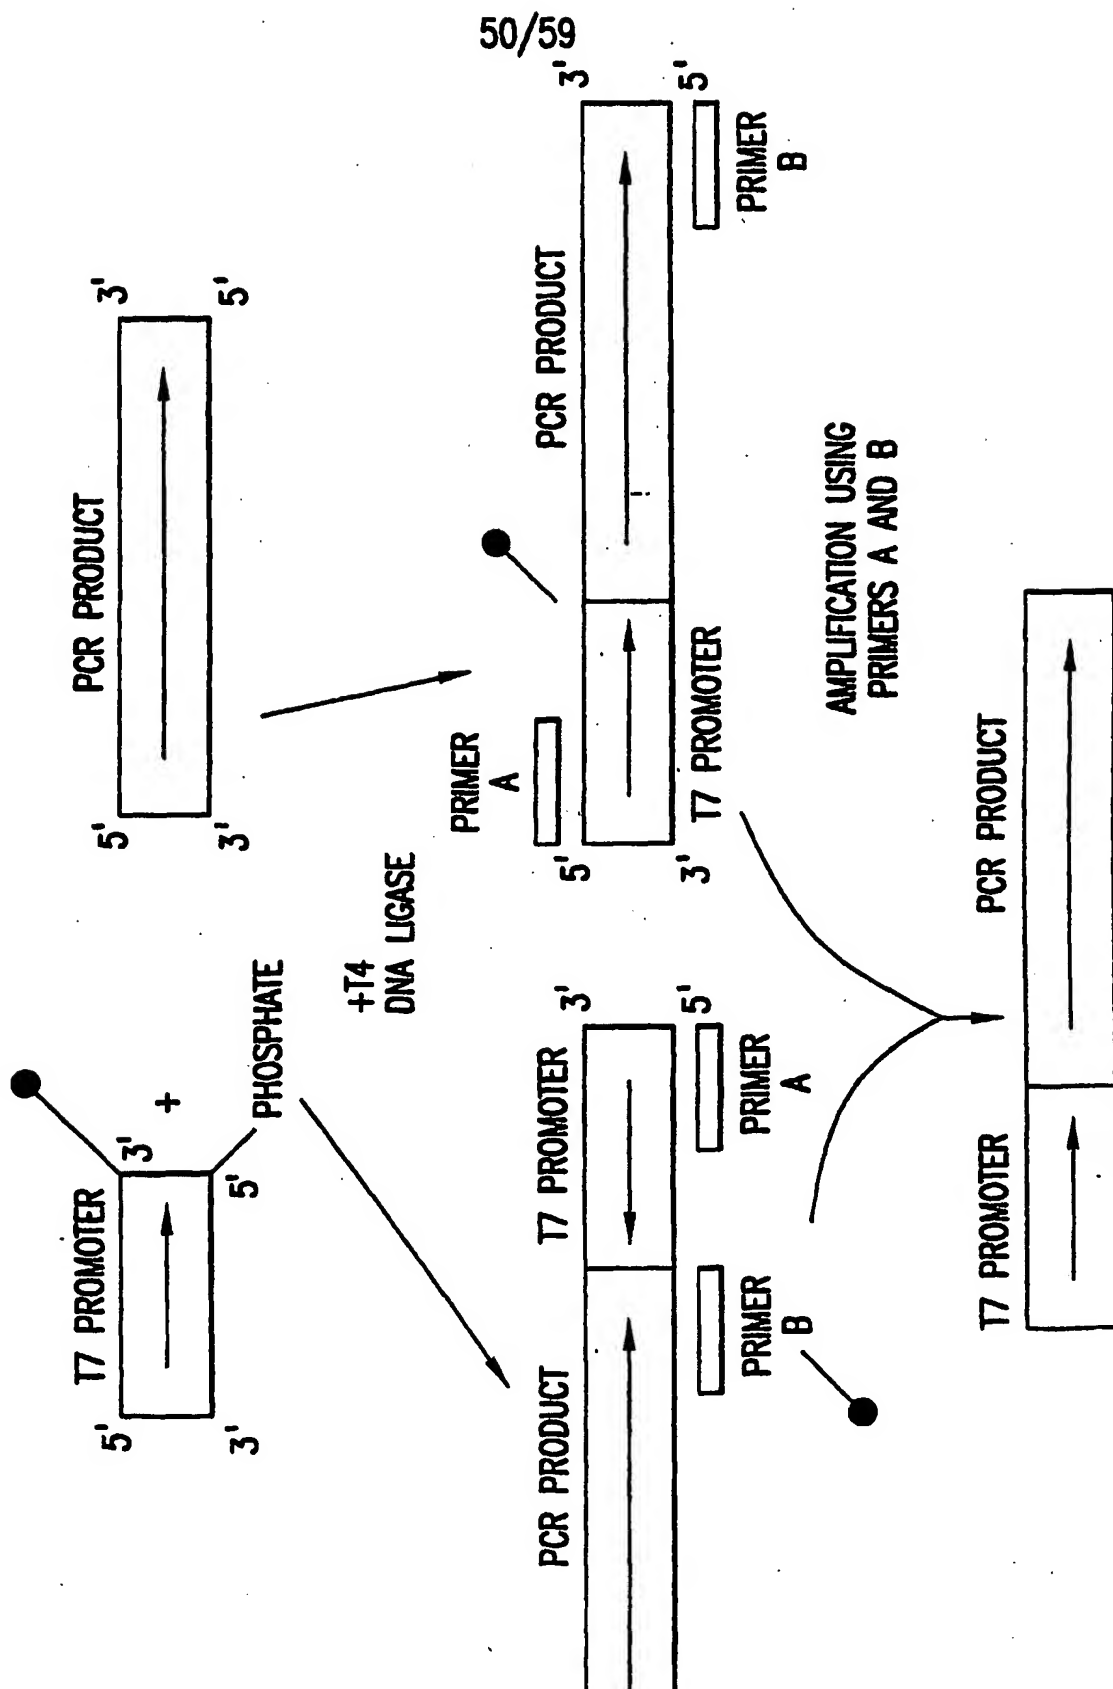 50/59
T7 PROMOTER
5'
3'
3'
5'
+
PHOSPHATE
PCR PRODUCT
5'
3'
3'
5'
+T4
DNA LIGASE
PCR PRODUCT
T7 PROMOTER
3'
5'
PRIMER
B
PRIMER
A
PRIMER
A
5'
3'
T7 PROMOTER
PCR PRODUCT
3'
5'
PRIMER
B
AMPLIFICATION USING
PRIMERS A AND B
T7 PROMOTER
PCR PRODUCT